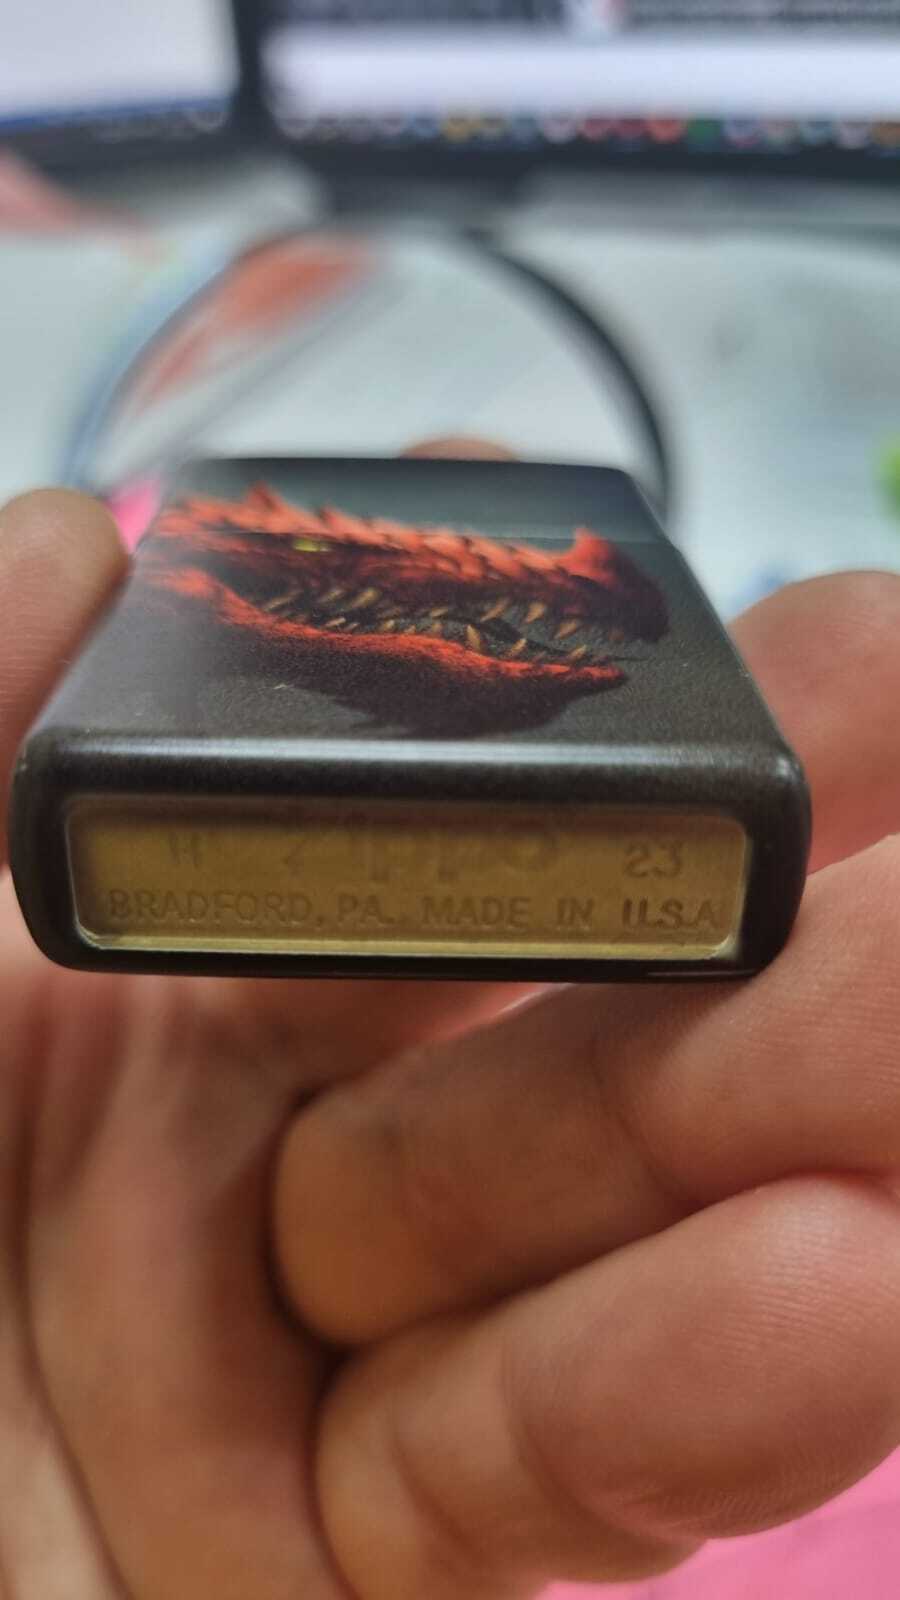 H Zippo 23
BRADFORD, PA. MADE IN U.S.A